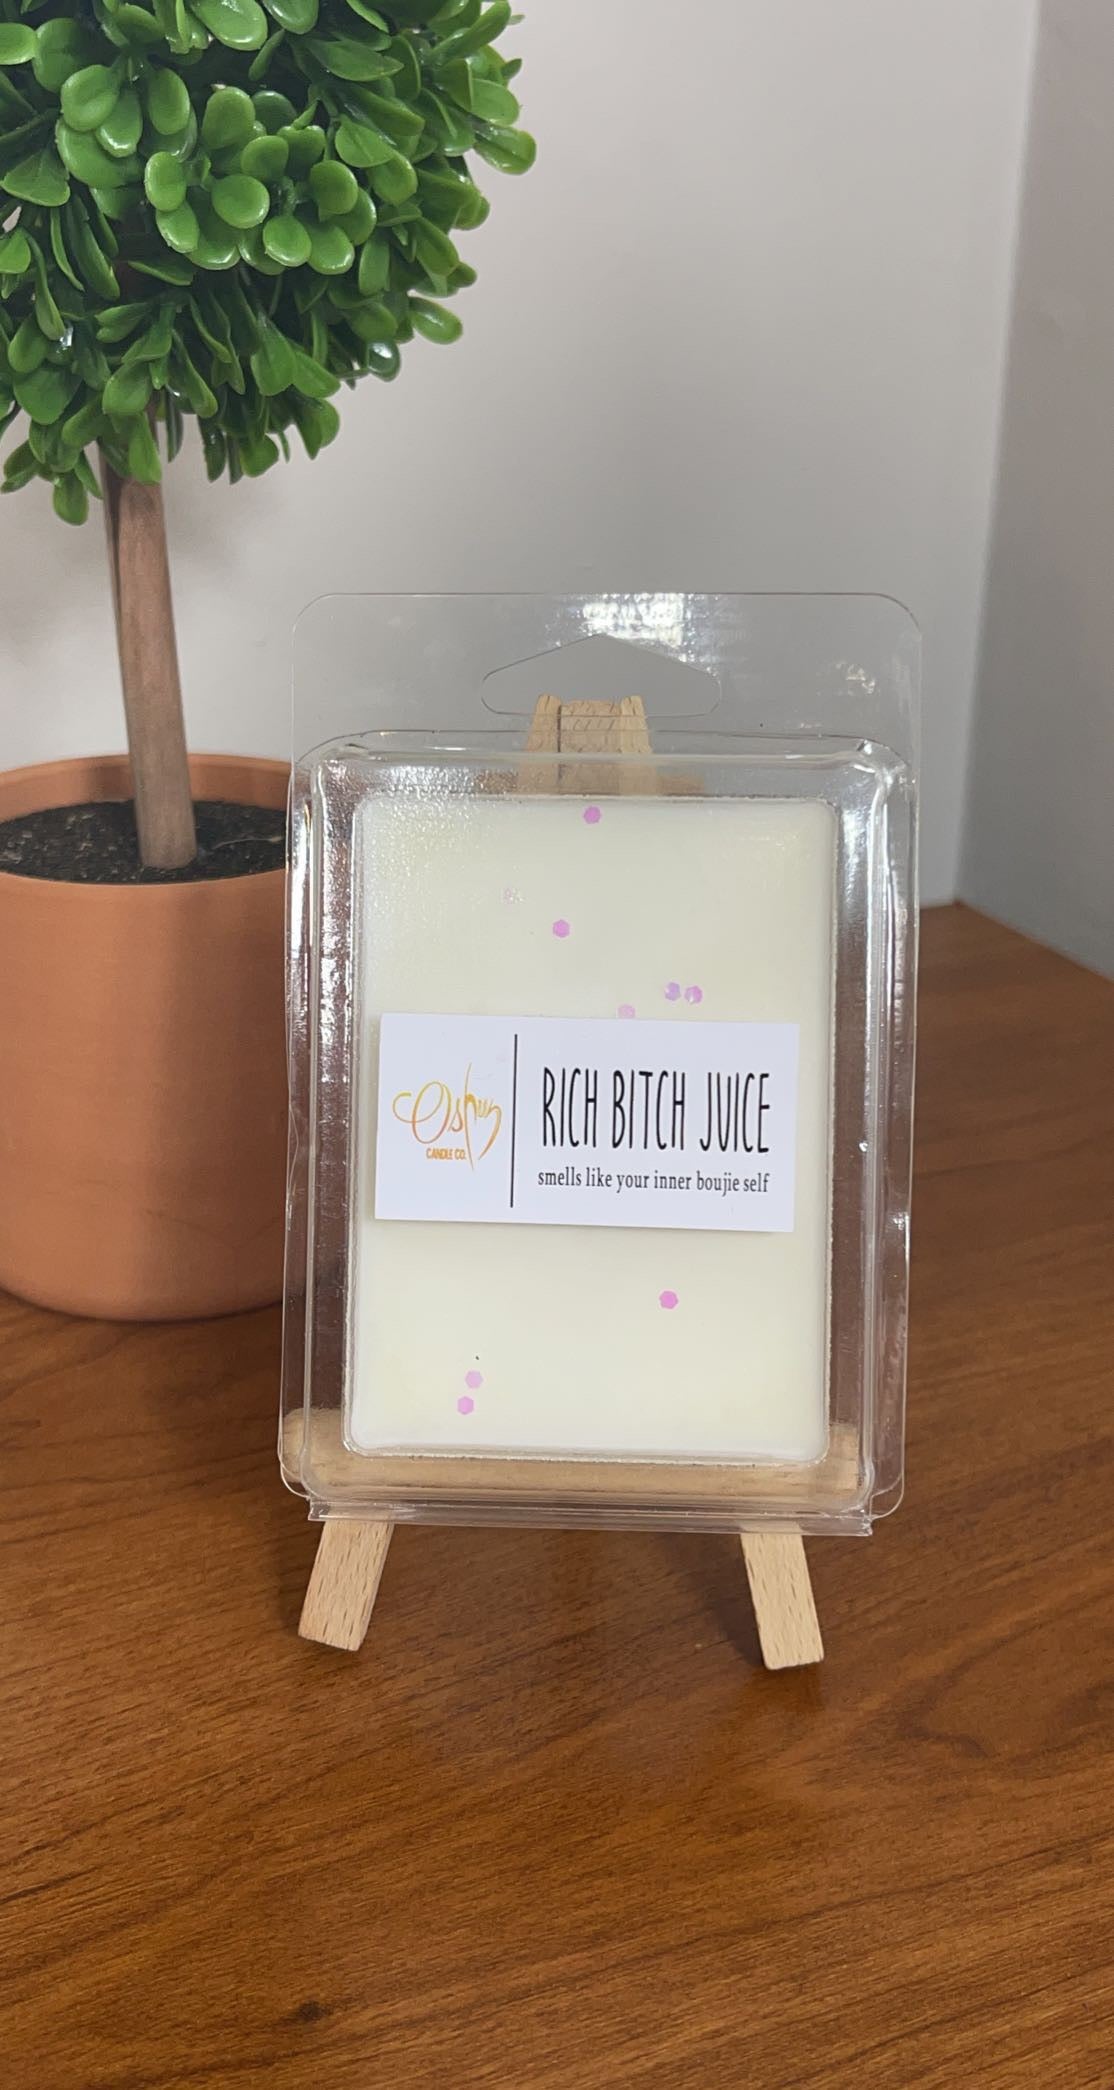 Oshun
CANDLE CO.
RICH BITCH JUICE
smells like your inner boujie self